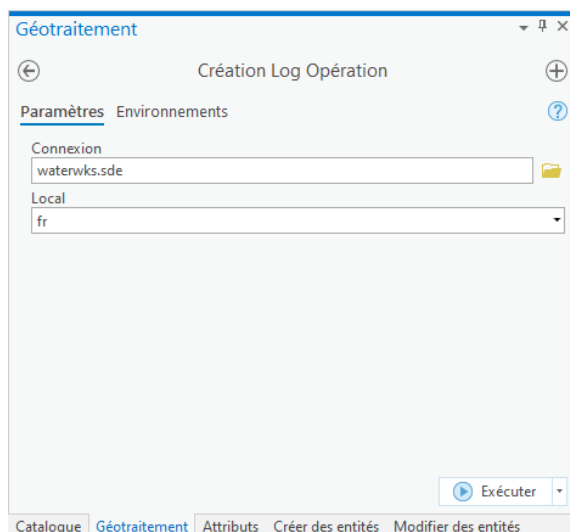 Géotraitement
Création Log Opération
Paramètres Environnements
Connexion
waterwks.sde
Local
fr
Exécuter
Catalogue Géotraitement Attributs Créer des entités Modifier des entités